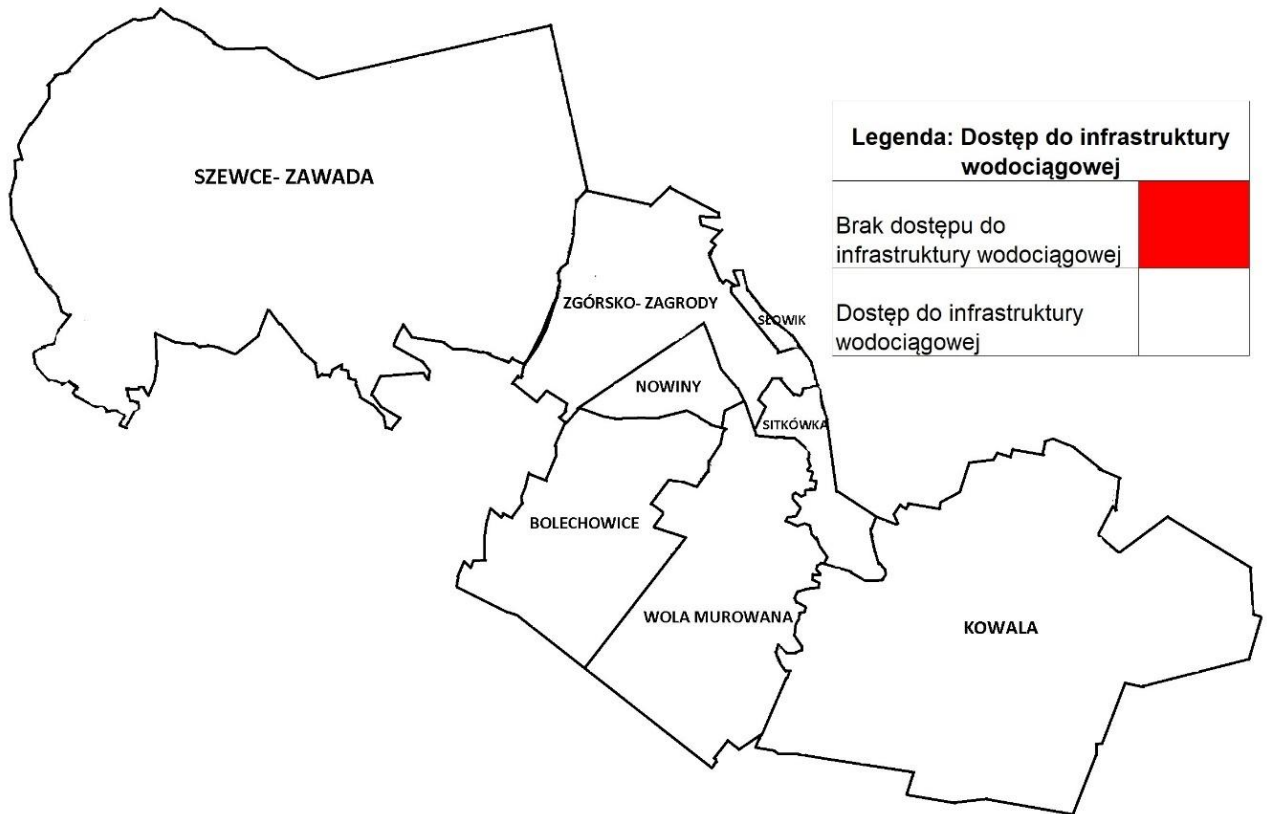 Legenda: Dostęp do infrastruktury
wodociągowej
Brak dostępu do
infrastruktury wodociągowej
Dostęp do infrastruktury
wodociągowej
SZEWCE- ZAWADA
ZGÓRSKO- ZAGRODY
SŁOWIK
NOWINY
SITKÓWKA
BOLECHOWICE
WOLA MUROWANA
KOWALA